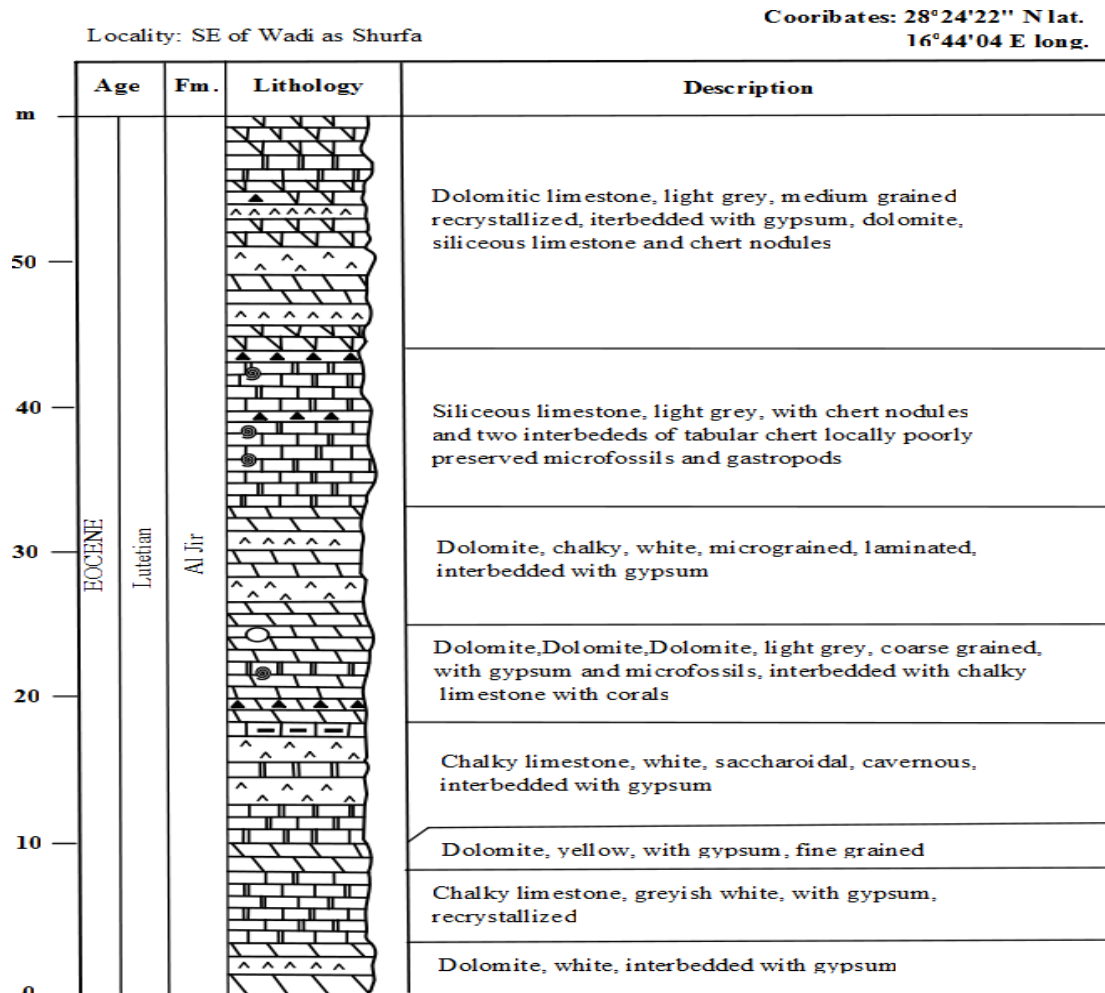 Cooribates: 28°24'22'' N lat.
16°44'04 E long.
Locality: SE of Wadi as Shurfa
Age
Fm.
Lithology
Description
m
50
40
30
20
10
0
EOCENE
Lutetian
Al Jir
Dolomitic limestone, light grey, medium grained
recrystallized, iterbedded with gypsum, dolomite,
siliceous limestone and chert nodules
Siliceous limestone, light grey, with chert nodules
and two interbededs of tabular chert locally poorly
preserved microfossils and gastropods
Dolomite, chalky, white, micrograined, laminated,
interbedded with gypsum
Dolomite,Dolomite,Dolomite, light grey, coarse grained,
with gypsum and microfossils, interbedded with chalky
limestone with corals
Chalky limestone, white, saccharoidal, cavernous,
interbedded with gypsum
Dolomite, yellow, with gypsum, fine grained
Chalky limestone, greyish white, with gypsum,
recrystallized
Dolomite, white, interbedded with gypsum